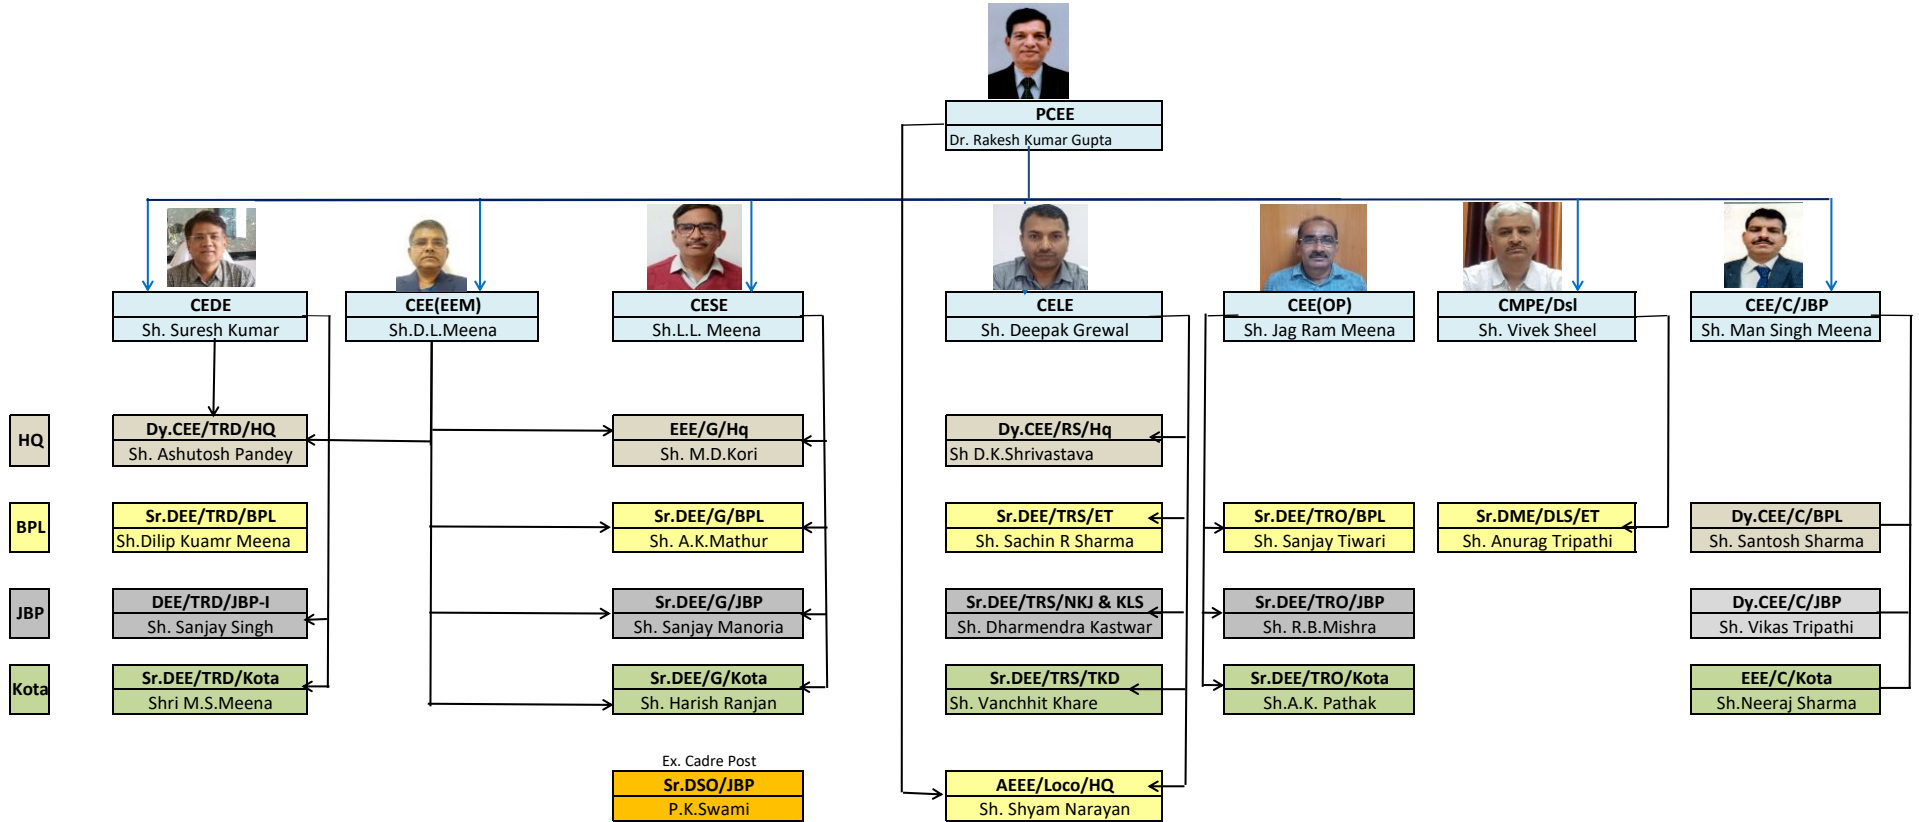 PCEE
Dr. Rakesh Kumar Gupta
CEDE
Sh. Suresh Kumar
CEE(EEM)
Sh.D.L.Meena
CESE
Sh.L.L. Meena
CELE
Sh. Deepak Grewal
CEE(OP)
Sh. Jag Ram Meena
CMPE/Dsl
Sh. Vivek Sheel
CEE/C/JBP
Sh. Man Singh Meena
HQ
Dy.CEE/TRD/HQ
Sh. Ashutosh Pandey
EEE/G/Hq
Sh. M.D.Kori
Dy.CEE/RS/Hq
Sh D.K.Shrivastava
BPL
Sr.DEE/TRD/BPL
Sh.Dilip Kuamr Meena
Sr.DEE/G/BPL
Sh. A.K.Mathur
Sr.DEE/TRS/ET
Sh. Sachin R Sharma
Sr.DEE/TRO/BPL
Sh. Sanjay Tiwari
Sr.DME/DLS/ET
Sh. Anurag Tripathi
Dy.CEE/C/BPL
Sh. Santosh Sharma
JBP
DEE/TRD/JBP-I
Sh. Sanjay Singh
Sr.DEE/G/JBP
Sh. Sanjay Manoria
Sr.DEE/TRS/NKJ & KLS
Sh. Dharmendra Kastwar
Sr.DEE/TRO/JBP
Sh. R.B.Mishra
Dy.CEE/C/JBP
Sh. Vikas Tripathi
Kota
Sr.DEE/TRD/Kota
Shri M.S.Meena
Sr.DEE/G/Kota
Sh. Harish Ranjan
Sr.DEE/TRS/TKD
Sh. Vanchhit Khare
Sr.DEE/TRO/Kota
Sh.A.K. Pathak
EEE/C/Kota
Sh.Neeraj Sharma
Ex. Cadre Post
Sr.DSO/JBP
P.K.Swami
AEEE/Loco/HQ
Sh. Shyam Narayan